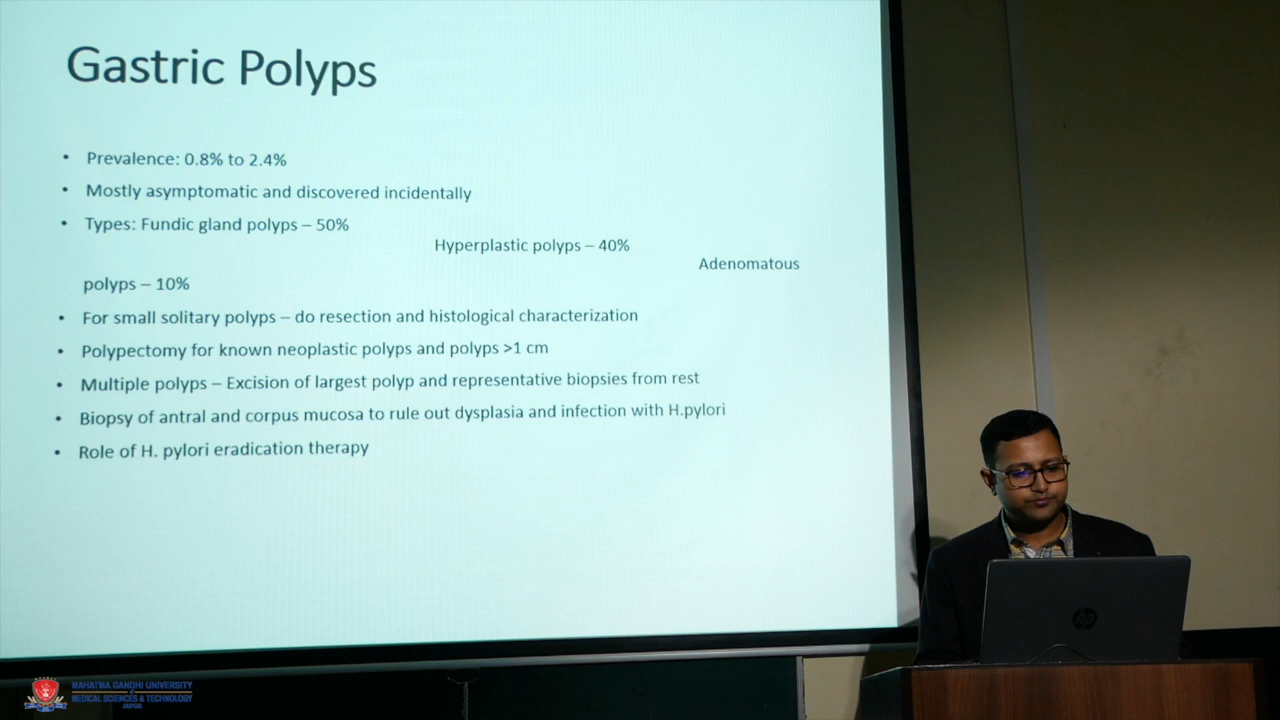 Gastric Polyps
• Prevalence: 0.8% to 2.4%
• Mostly asymptomatic and discovered incidentally
• Types: Fundic gland polyps – 50%
Hyperplastic polyps – 40%
Adenomatous
polyps – 10%
• For small solitary polyps – do resection and histological characterization
• Polypectomy for known neoplastic polyps and polyps >1 cm
• Multiple polyps – Excision of largest polyp and representative biopsies from rest
• Biopsy of antral and corpus mucosa to rule out dysplasia and infection with H.pylori
• Role of H. pylori eradication therapy
hp
MAHATMA GANDHI UNIVERSITY
of
MEDICAL SCIENCES & TECHNOLOGY
JAIPUR